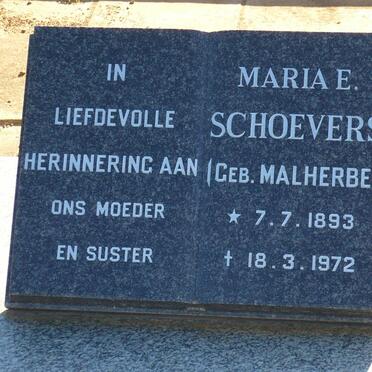 IN
LIEFDEVOLLE
HERINNERING AAN
ONS MOEDER
EN SUSTER
MARIA E.
SCHOEVERS
(GEB. MALHERBE
★ 7.7.1893
† 18.3.1972